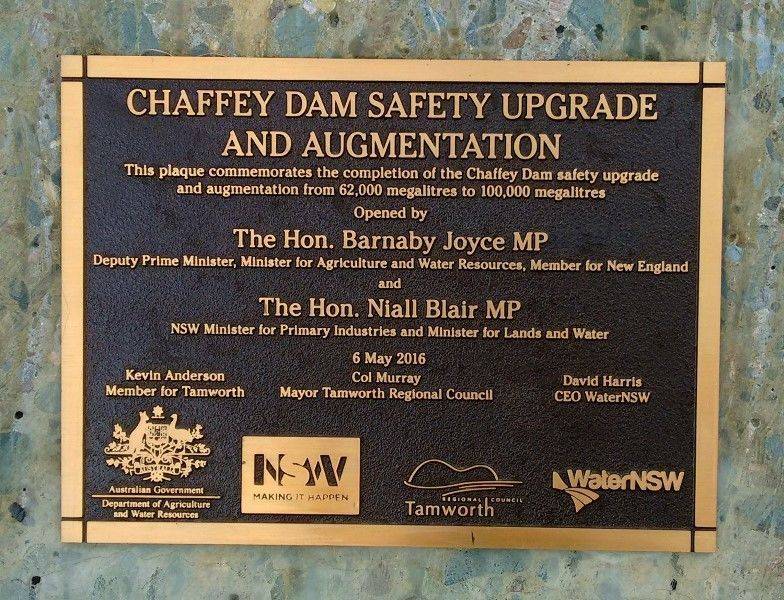 CHAFFEY DAM SAFETY UPGRADE
AND AUGMENTATION
This plaque commemorates the completion of the Chaffey Dam safety upgrade
and augmentation from 62,000 megalitres to 100,000 megalitres
Opened by
The Hon. Barnaby Joyce MP
Deputy Prime Minister, Minister for Agriculture and Water Resources, Member for New England
and
The Hon. Niall Blair MP
NSW Minister for Primary Industries and Minister for Lands and Water
6 May 2016
Kevin Anderson
Member for Tamworth
Col Murray
Mayor Tamworth Regional Council
David Harris
CEO WaterNSW
AUSTRALIA
Australian Government
Department of Agriculture
and Water Resources
NSW
MAKING IT HAPPEN
REGIONAL COUNCIL
Tamworth
WaterNSW